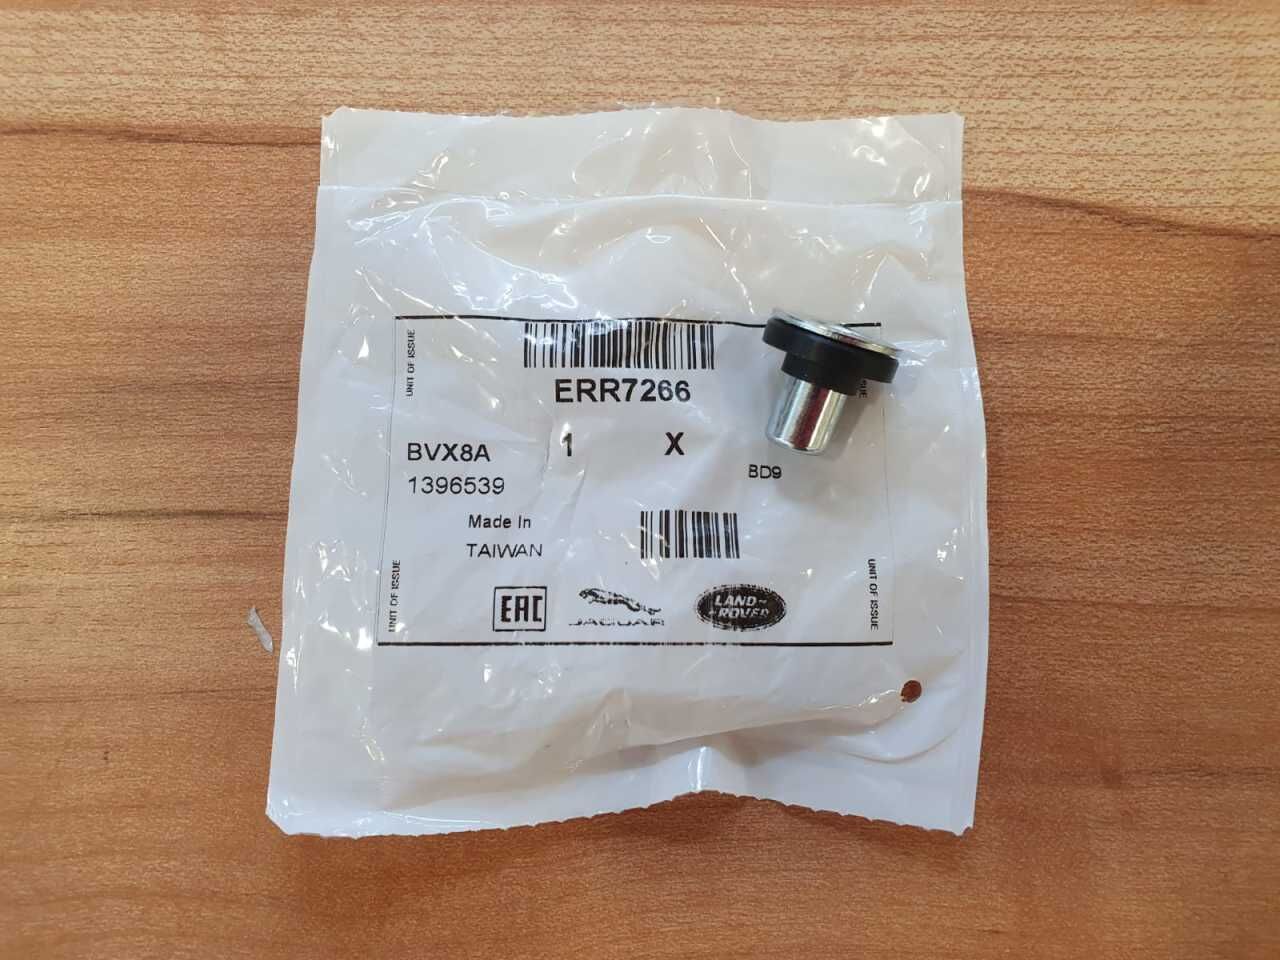 UNIT OF ISSUE
ERR7266
BVX8A 1 X
BD9
1396539
Made In
TAIWAN
EAC
JAGUAR
LAND
ROVER
UNIT OF ISSUE
UNIT OF ISSUE